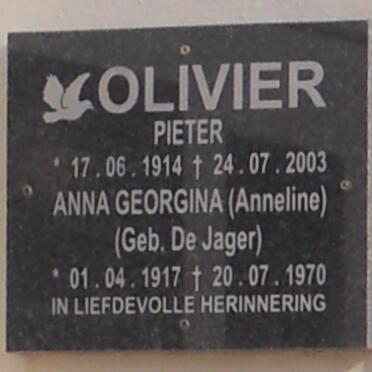 OLIVIER
PIETER
* 17.06.1914 † 24.07.2003
ANNA GEORGINA (Anneline)
(Geb. De Jager)
* 01.04.1917 † 20.07.1970
IN LIEFDEVOLLE HERINNERING